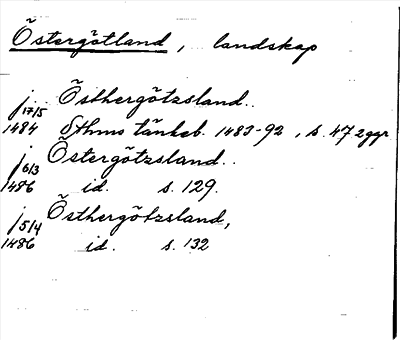 Östergötland, landskap
j 17/5 Östhergötzsland..
1484 Sthms tänkeb. 1483-92, s. 47 2ggr
j 6/3 Östergötzsland..
1486 id. s. 129.
j 5/4 Östhergötzsland,
1486 id. s. 132